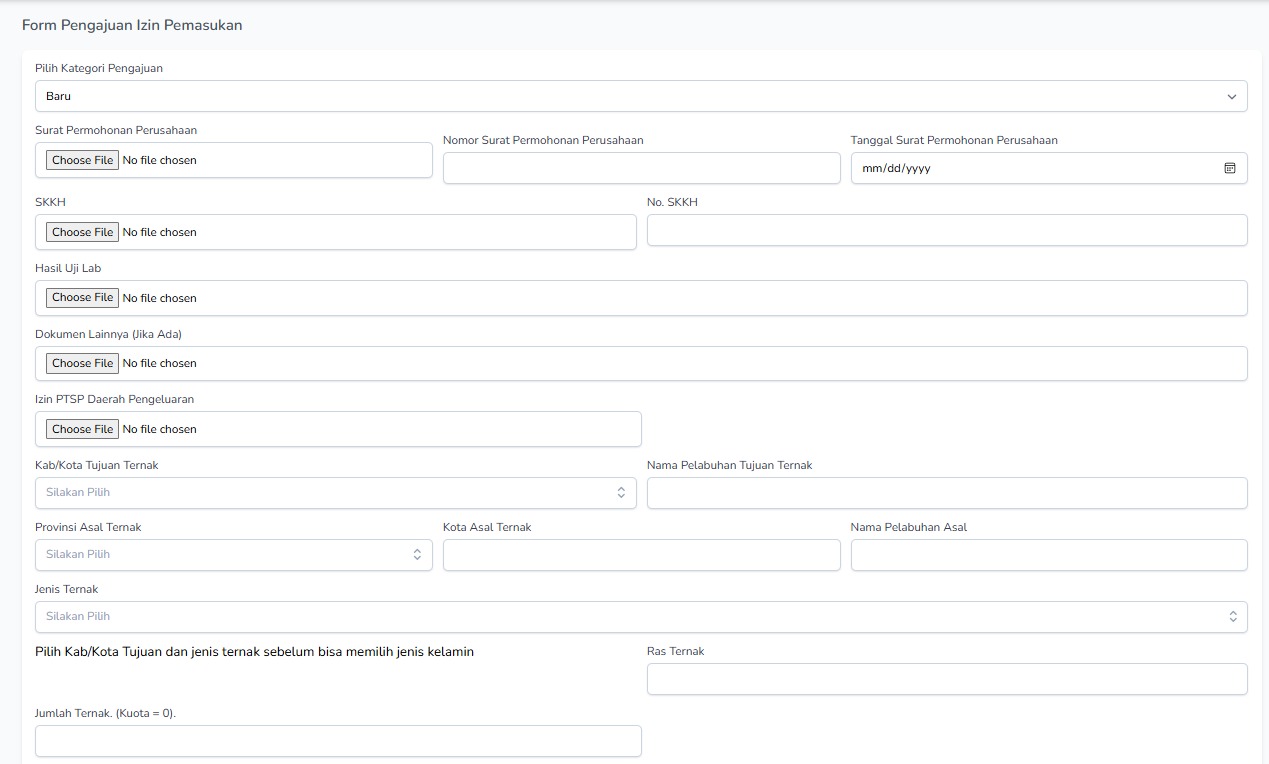 Form Pengajuan Izin Pemasukan
Pilih Kategori Pengajuan
Baru
Surat Permohonan Perusahaan
Choose File No file chosen
Nomor Surat Permohonan Perusahaan
Tanggal Surat Permohonan Perusahaan
mm/dd/yyyy
SKKH
Choose File No file chosen
No. SKKH
Hasil Uji Lab
Choose File No file chosen
Dokumen Lainnya (Jika Ada)
Choose File No file chosen
Izin PTSP Daerah Pengeluaran
Choose File No file chosen
Kab/Kota Tujuan Ternak
Silakan Pilih
Nama Pelabuhan Tujuan Ternak
Provinsi Asal Ternak
Silakan Pilih
Kota Asal Ternak
Nama Pelabuhan Asal
Jenis Ternak
Silakan Pilih
Pilih Kab/Kota Tujuan dan jenis ternak sebelum bisa memilih jenis kelamin
Ras Ternak
Jumlah Ternak. (Kuota = 0).